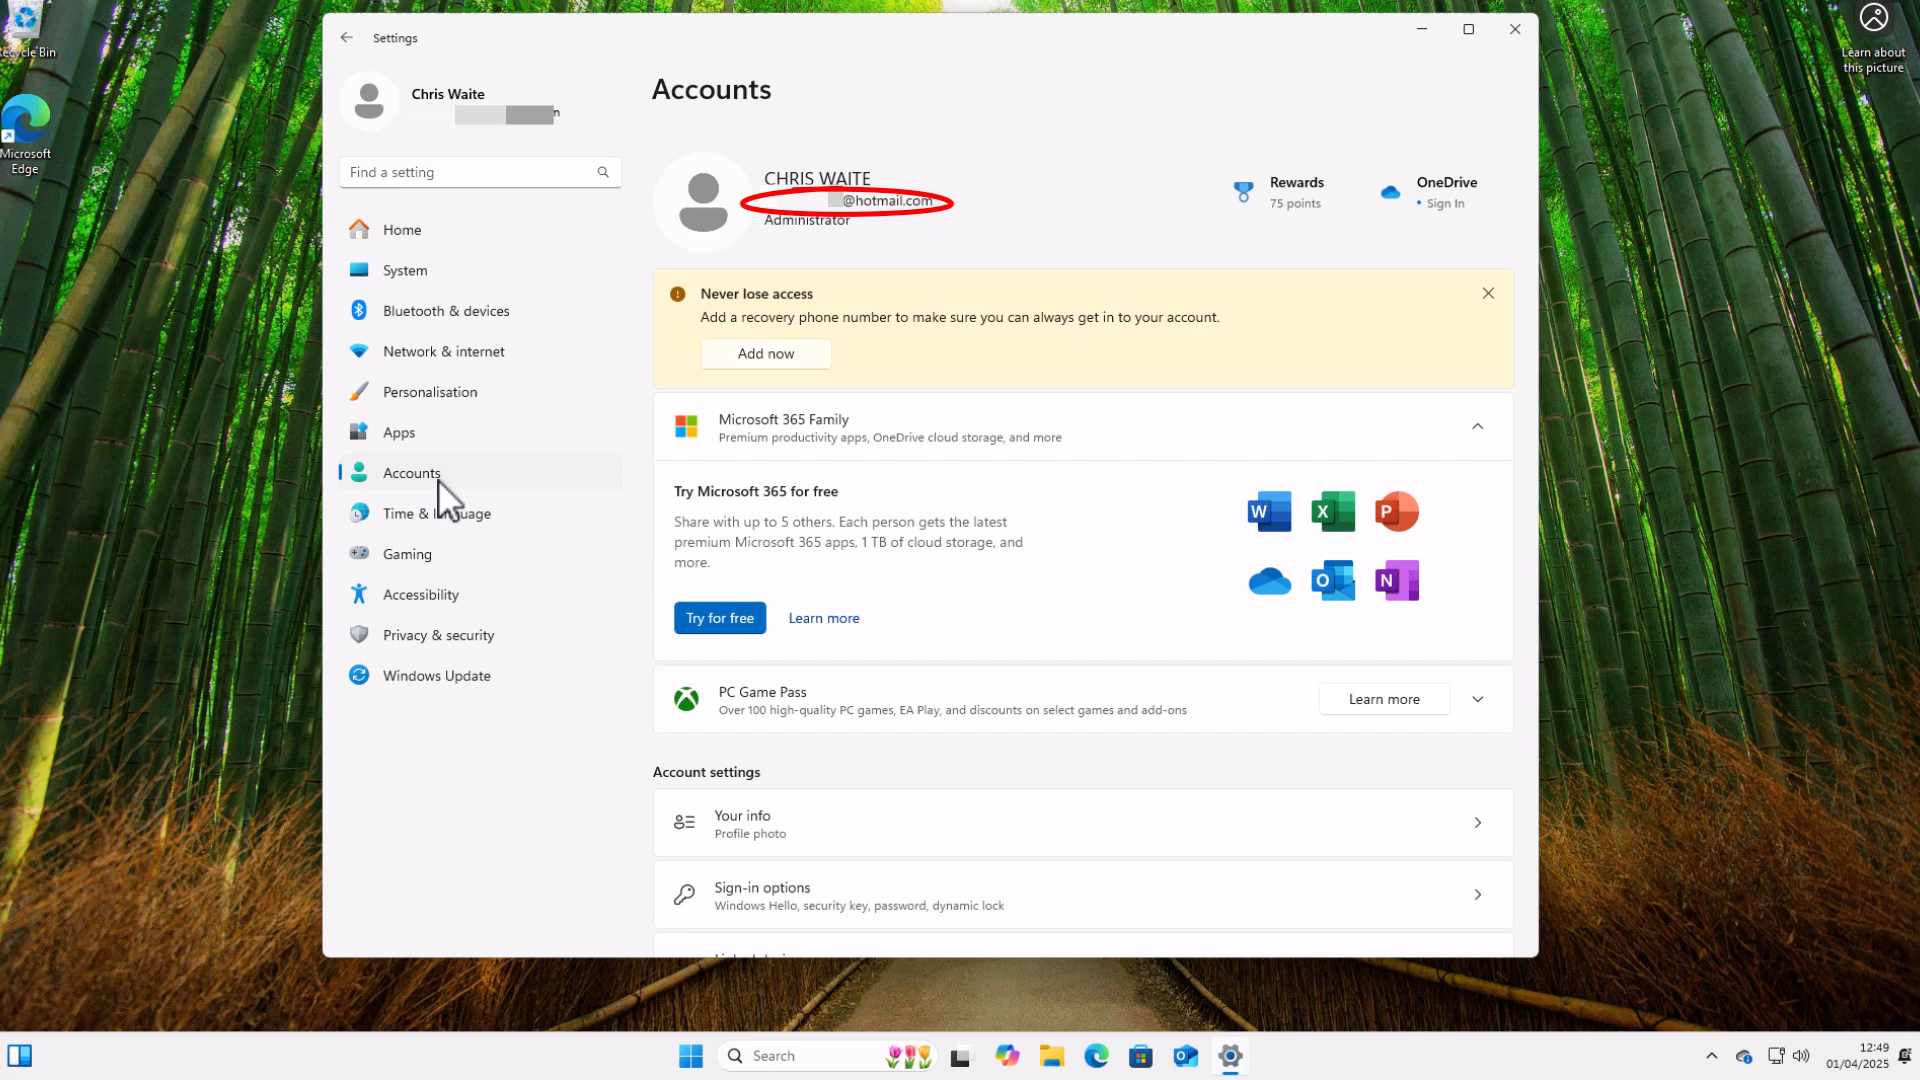 Recycle Bin
Microsoft
Edge
Learn about
this picture
Settings
Chris Waite
Find a setting
Home
System
Bluetooth & devices
Network & internet
Personalisation
Apps
Accounts
Time & language
Gaming
Accessibility
Privacy & security
Windows Update
Accounts
CHRIS WAITE
@hotmail.com
Administrator
Rewards
75 points
OneDrive
• Sign In
Never lose access
Add a recovery phone number to make sure you can always get in to your account.
Add now
Microsoft 365 Family
Premium productivity apps, OneDrive cloud storage, and more
Try Microsoft 365 for free
Share with up to 5 others. Each person gets the latest
premium Microsoft 365 apps, 1 TB of cloud storage, and
more.
W X P
O N
Try for free Learn more
PC Game Pass
Over 100 high-quality PC games, EA Play, and discounts on select games and add-ons
Learn more
Account settings
Your info
Profile photo
Sign-in options
Windows Hello, security key, password, dynamic lock
Search
12:49
01/04/2025